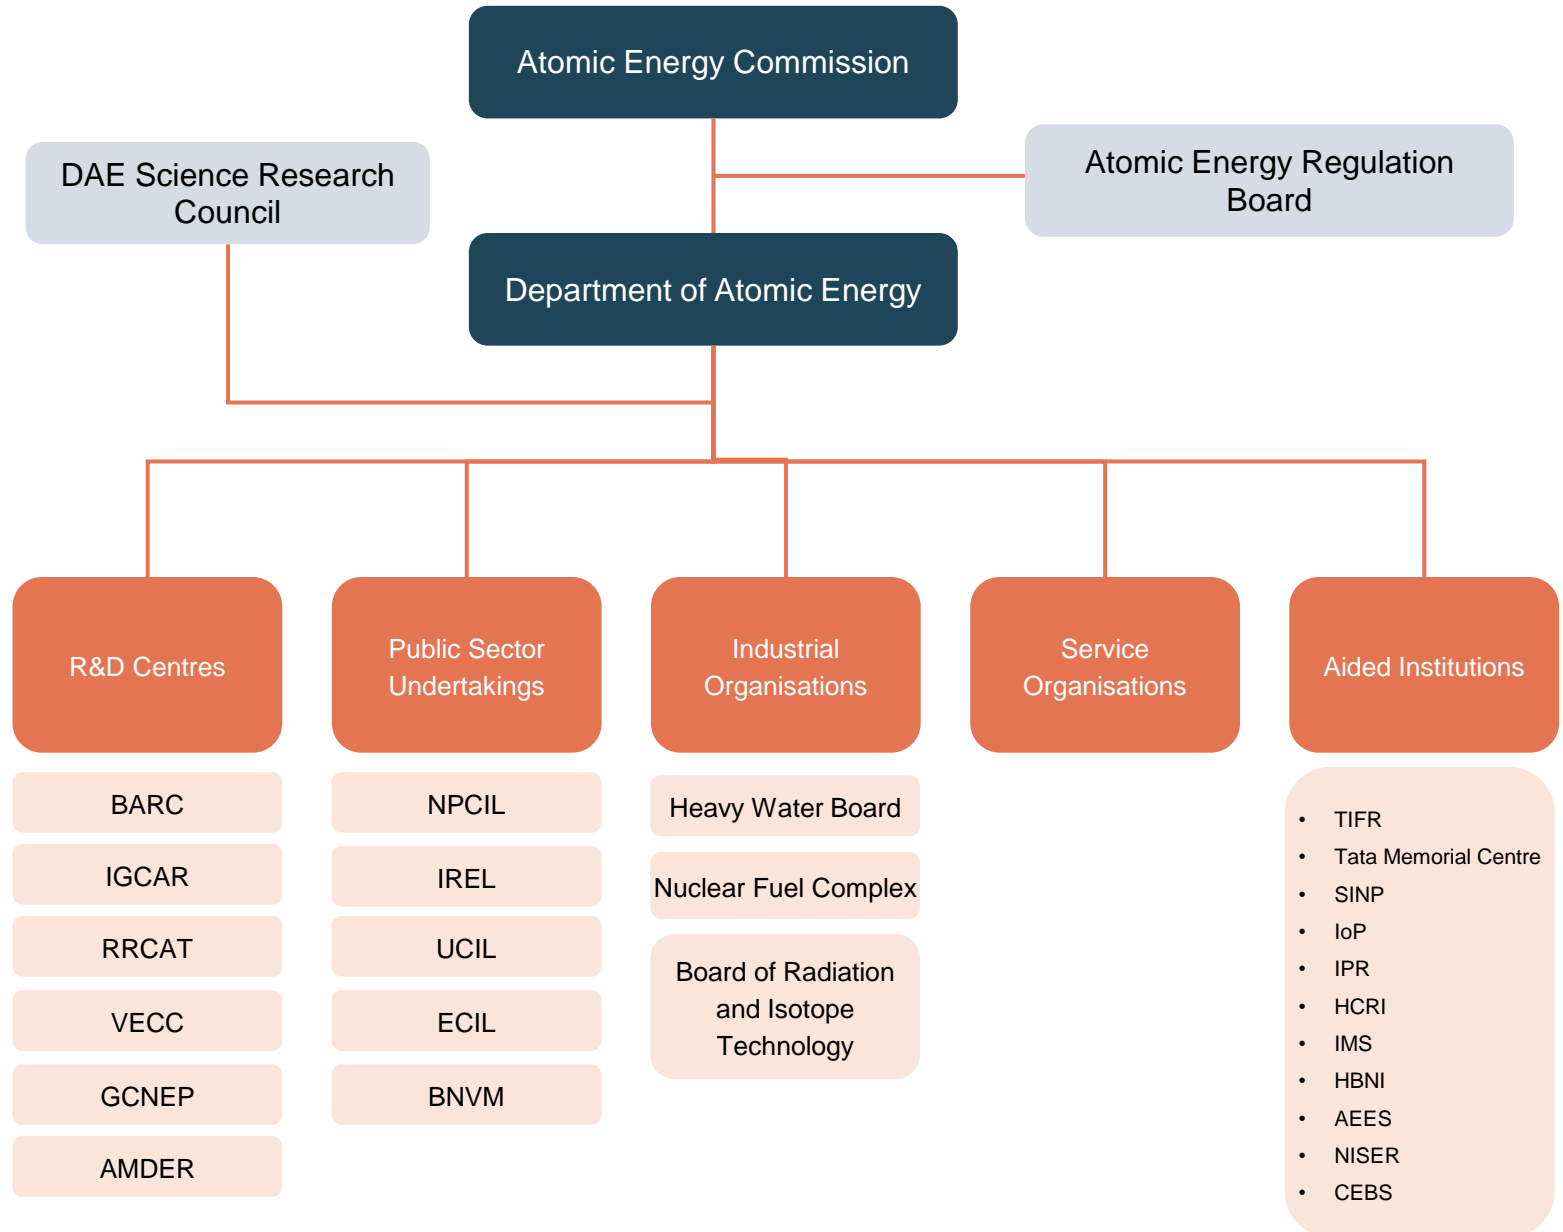 Atomic Energy Commission
DAE Science Research
Council
Atomic Energy Regulation
Board
Department of Atomic Energy
R&D Centres
Public Sector
Undertakings
Industrial
Organisations
Service
Organisations
Aided Institutions
BARC
IGCAR
RRCAT
VECC
GCNEP
AMDER
NPCIL
IREL
UCIL
ECIL
BNVM
Heavy Water Board
Nuclear Fuel Complex
Board of Radiation
and Isotope
Technology
• TIFR
• Tata Memorial Centre
• SINP
• IoP
• IPR
• HCRI
• IMS
• HBNI
• AEES
• NISER
• CEBS